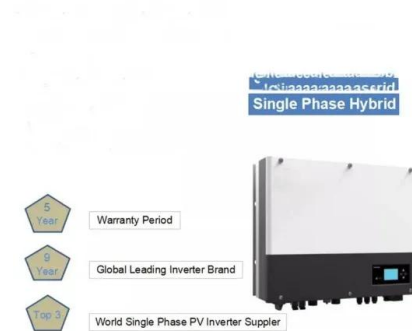 Single Phase Hybrid
5
Year
Warranty Period
9
Year
Global Leading Inverter Brand
Top 3
World Single Phase PV Inverter Suppler